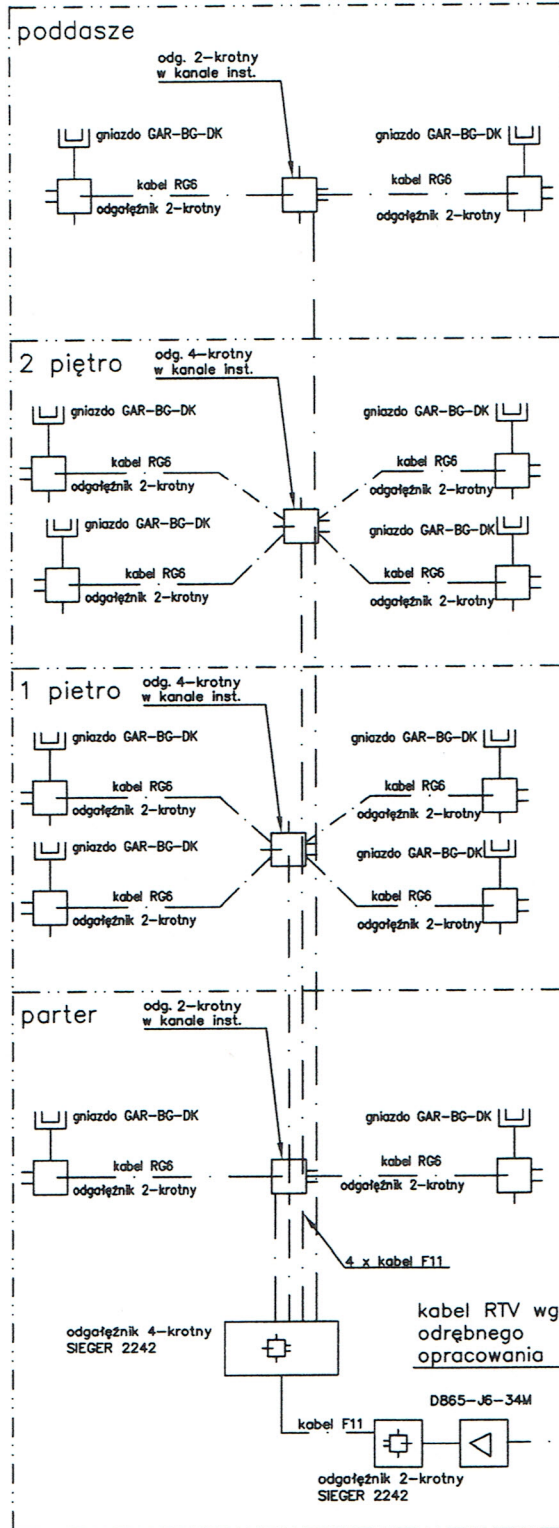 poddasze
odg. 2-krotny
w kanale inst.
gniazdo GAR-BG-DK
gniazdo GAR-BG-DK
kabel RG6
kabel RG6
odgałęźnik 2-krotny
odgałęźnik 2-krotny
2 piętro
odg. 4-krotny
w kanale inst.
gniazdo GAR-BG-DK
gniazdo GAR-BG-DK
kabel RG6
kabel RG6
odgałęźnik 2-krotny
odgałęźnik 2-krotny
gniazdo GAR-BG-DK
gniazdo GAR-BG-DK
kabel RG6
kabel RG6
odgałęźnik 2-krotny
odgałęźnik 2-krotny
1 pietro
odg. 4-krotny
w kanale inst.
gniazdo GAR-BG-DK
gniazdo GAR-BG-DK
kabel RG6
kabel RG6
odgałęźnik 2-krotny
odgałęźnik 2-krotny
gniazdo GAR-BG-DK
gniazdo GAR-BG-DK
kabel RG6
kabel RG6
odgałęźnik 2-krotny
odgałęźnik 2-krotny
parter
odg. 2-krotny
w kanale inst.
gniazdo GAR-BG-DK
gniazdo GAR-BG-DK
kabel RG6
kabel RG6
odgałęźnik 2-krotny
odgałęźnik 2-krotny
4 x kabel F11
odgałęźnik 4-krotny
SIEGER 2242
kabel RTV wg
odrębnego
opracowania
D865-J6-34M
kabel F11
odgałęźnik 2-krotny
SIEGER 2242